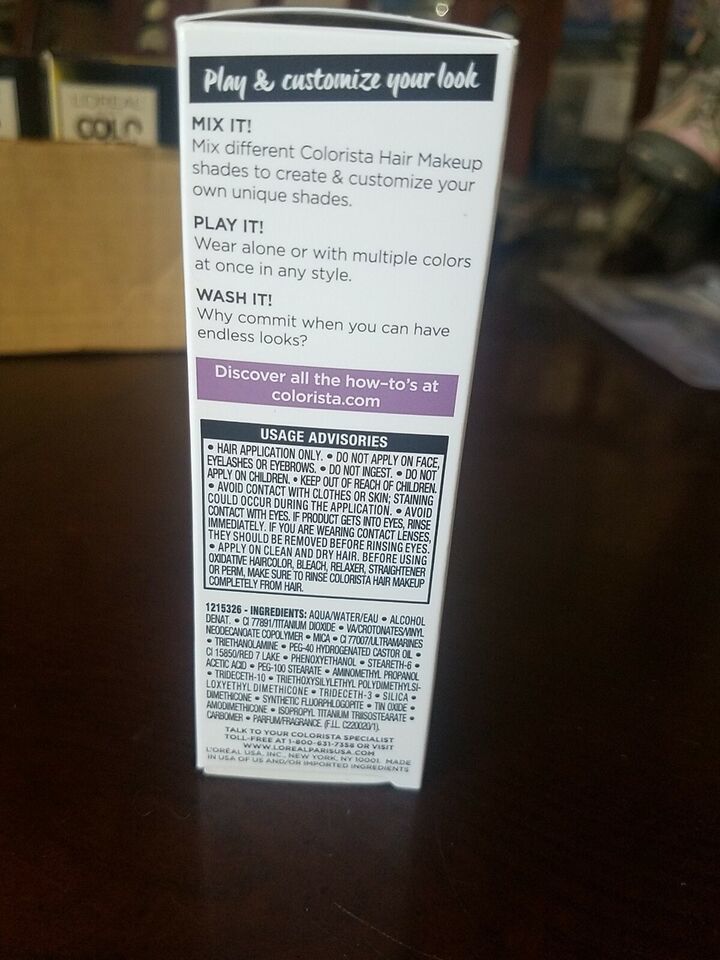 L'ORÉAL
COLO
Play & customize your look
MIX IT!
Mix different Colorista Hair Makeup
shades to create & customize your
own unique shades.
PLAY IT!
Wear alone or with multiple colors
at once in any style.
WASH IT!
Why commit when you can have
endless looks?
Discover all the how-to's at
colorista.com
USAGE ADVISORIES
• HAIR APPLICATION ONLY. • DO NOT APPLY ON FACE,
EYELASHES OR EYEBROWS. • DO NOT INGEST. • DO NOT
APPLY ON CHILDREN. • KEEP OUT OF REACH OF CHILDREN.
• AVOID CONTACT WITH CLOTHES OR SKIN; STAINING
COULD OCCUR DURING THE APPLICATION. • AVOID
CONTACT WITH EYES. IF PRODUCT GETS INTO EYES, RINSE
IMMEDIATELY. IF YOU ARE WEARING CONTACT LENSES,
THEY SHOULD BE REMOVED BEFORE RINSING EYES.
• APPLY ON CLEAN AND DRY HAIR. BEFORE USING
OXIDATIVE HAIRCOLOR, BLEACH, RELAXER, STRAIGHTENER
OR PERM, MAKE SURE TO RINSE COLORISTA HAIR MAKEUP
COMPLETELY FROM HAIR.
1215326 - INGREDIENTS: AQUA/WATER/EAU • ALCOHOL
DENAT. • CI 77891/TITANIUM DIOXIDE • VA/CROTONATES/VINYL
NEODECANOATE COPOLYMER • MICA • CI 77007/ULTRAMARINES
• TRIETHANOLAMINE • PEG-40 HYDROGENATED CASTOR OIL •
CI 15850/RED 7 LAKE • PHENOXYETHANOL • STEARETH-6 •
ACETIC ACID • PEG-100 STEARATE • AMINOMETHYL PROPANOL
• TRIDECETH-10 • TRIETHOXYSILYLETHYL POLYDIMETHYLSI-
LOXYETHYL DIMETHICONE • TRIDECETH-3 • SILICA •
DIMETHICONE • SYNTHETIC FLUORPHLOGOPITE • TIN OXIDE •
AMODIMETHICONE • ISOPROPYL TITANIUM TRIISOSTEARATE •
CARBOMER • PARFUM/FRAGRANCE. (F.I.L. C220020/1).
TALK TO YOUR COLORISTA SPECIALIST
TOLL-FREE AT 1-800-631-7358 OR VISIT
WWW.LOREALPARISUSA.COM
L'ORÉAL USA, INC., NEW YORK, NY 10001. MADE
IN USA OF US AND/OR IMPORTED INGREDIENTS